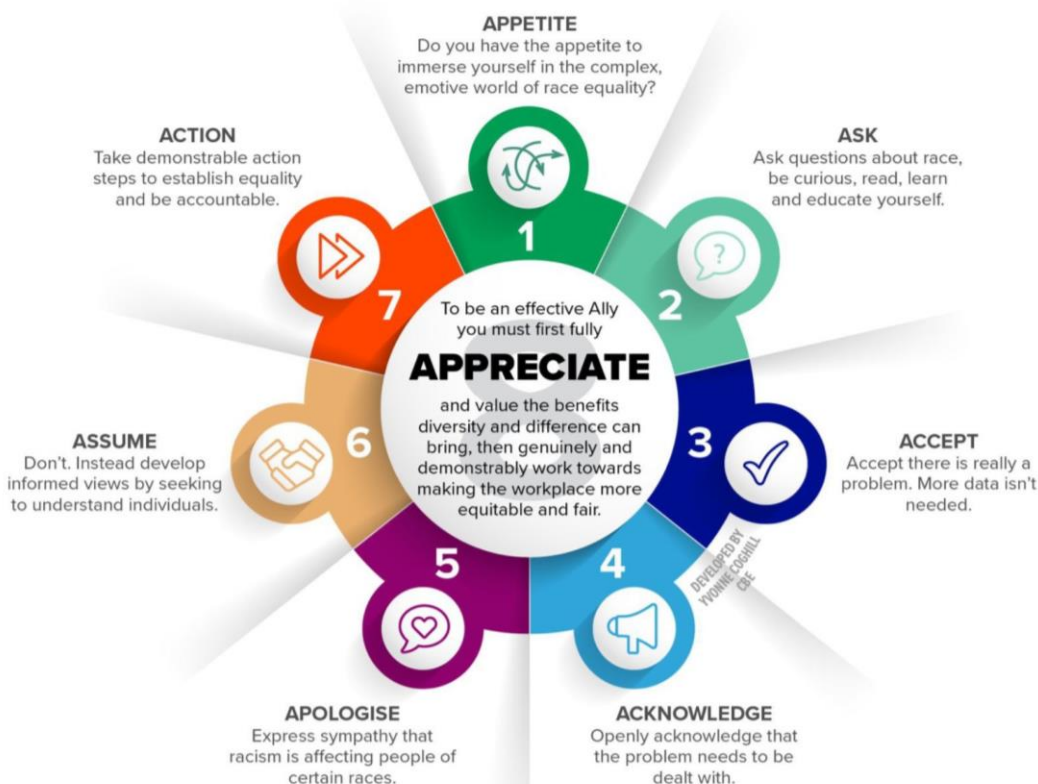 APPETITE
Do you have the appetite to
immerse yourself in the complex,
emotive world of race equality?
1
ASK
Ask questions about race,
be curious, read, learn
and educate yourself.
?
2
ACCEPT
Accept there is really a
problem. More data isn't
needed.
3
DEVELOPED BY
YVONNE COGHILL
CBE
ACKNOWLEDGE
Openly acknowledge that
the problem needs to be
dealt with.
4
APOLOGISE
Express sympathy that
racism is affecting people of
certain races.
5
ASSUME
Don't. Instead develop
informed views by seeking
to understand individuals.
6
ACTION
Take demonstrable action
steps to establish equality
and be accountable.
7
8
To be an effective Ally
you must first fully
APPRECIATE
and value the benefits
diversity and difference can
bring, then genuinely and
demonstrably work towards
making the workplace more
equitable and fair.